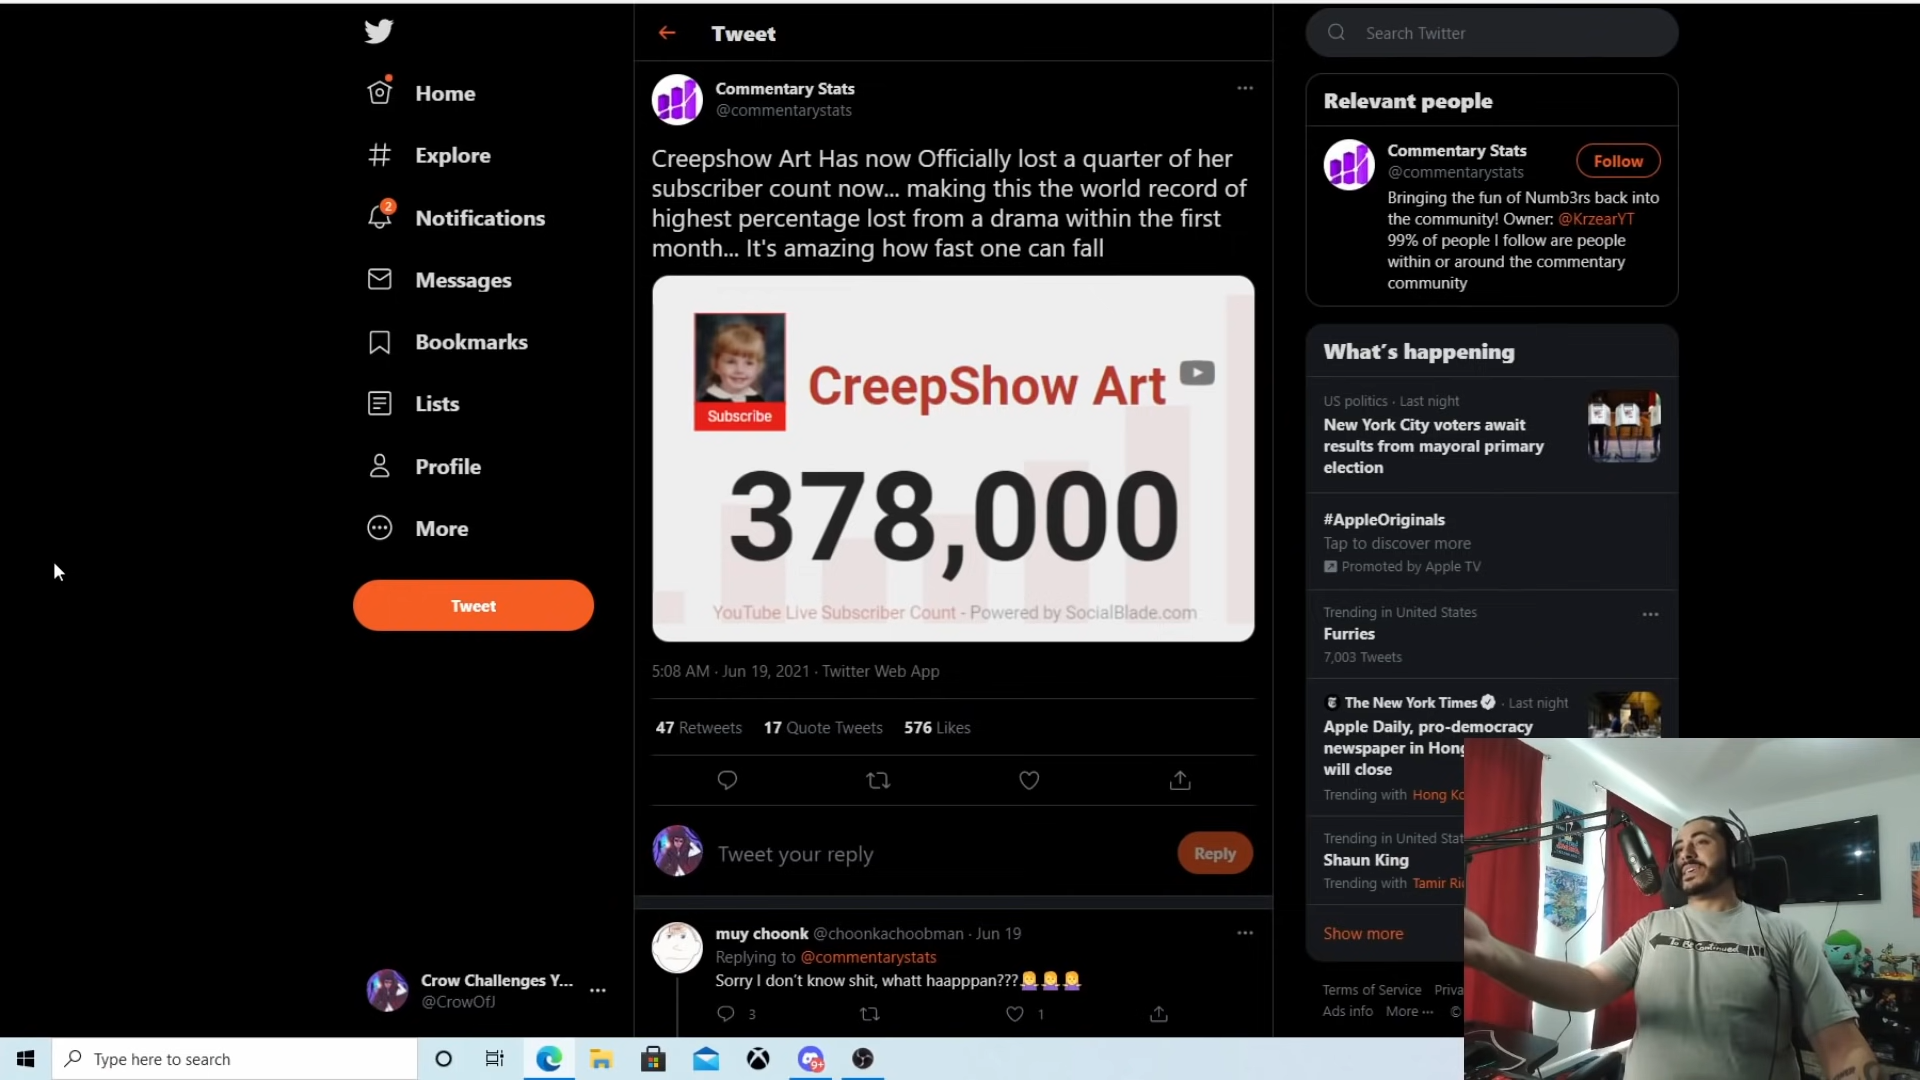 Home
Explore
2
Notifications
Messages
Bookmarks
Lists
Profile
More
Tweet
Crow Challenges Y...
@CrowOfJ
Tweet
Commentary Stats
@commentarystats
Creepshow Art Has now Officially lost a quarter of her
subscriber count now... making this the world record of
highest percentage lost from a drama within the first
month... It's amazing how fast one can fall
Subscribe
CreepShow Art
378,000
YouTube Live Subscriber Count - Powered by SocialBlade.com
5:08 AM · Jun 19, 2021 · Twitter Web App
47 Retweets 17 Quote Tweets 576 Likes
Tweet your reply
Reply
muy choonk @choonkachoobman · Jun 19
Replying to @commentarystats
Sorry I don't know shit, whatt haapppan???🤷‍♀️🤷‍♀️🤷‍♀️
3 1
Search Twitter
Relevant people
Commentary Stats
@commentarystats
Follow
Bringing the fun of Numb3rs back into
the community! Owner: @KrzearYT
99% of people I follow are people
within or around the commentary
community
What's happening
US politics · Last night
New York City voters await
results from mayoral primary
election
#AppleOriginals
Tap to discover more
Promoted by Apple TV
Trending in United States
Furries
7,003 Tweets
The New York Times · Last night
Apple Daily, pro-democracy
newspaper in Hong
will close
Trending with Hong Ko
Trending in United Stat
Shaun King
Trending with Tamir Ri
Show more
Terms of Service Priva
Ads info More ··· ©
To Be Continued
Type here to search
9+